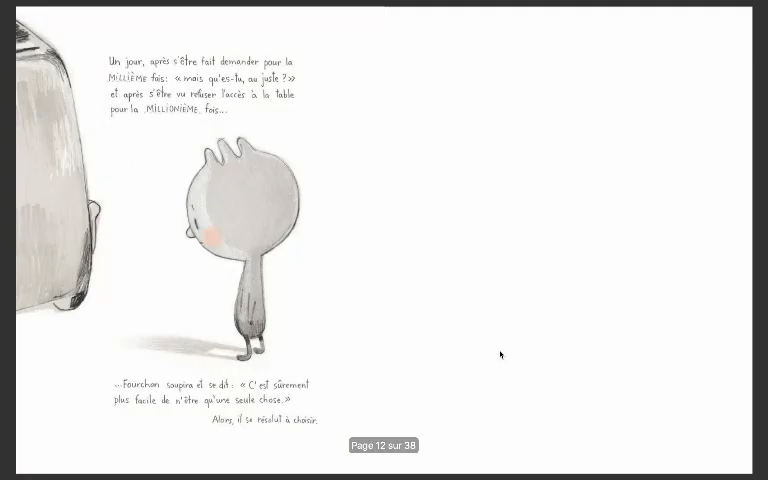 Un jour, après s'être fait demander pour la
MILLIÈME fois: « mais qu'es-tu, au juste ? »
et après s'être vu refuser l'accès à la table
pour la MILLIONIÈME fois...
...Fourchon soupira et se dit : « C'est sûrement
plus facile de n'être qu'une seule chose. »
Alors, il se résolut à choisir.
Page 12 sur 38